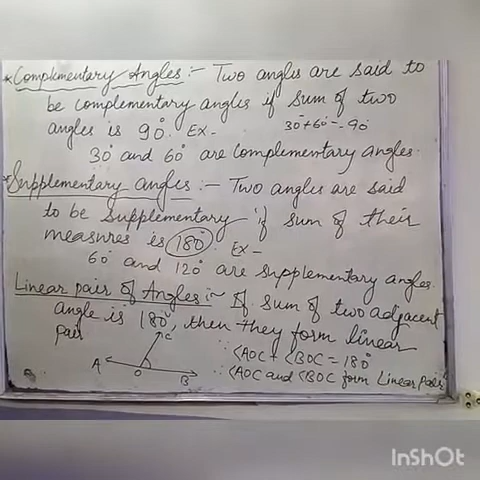 * Complementary Angles :- Two angles are said to
be complementary angles if sum of two
angles is 90°. Ex-
30°+60°=90°
30° and 60° are complementary angles.
* Supplementary angles :- Two angles are said
to be supplementary if sum of their
measures is 180°. Ex-
60° and 120° are supplementary angles.
Linear pair of Angles :~ If sum of two adjacent
angle is 180°, then they form linear
pair
C
A O B
∵ <AOC + <BOC = 180°
∴ <AOC and <BOC form Linear pair
InShOt